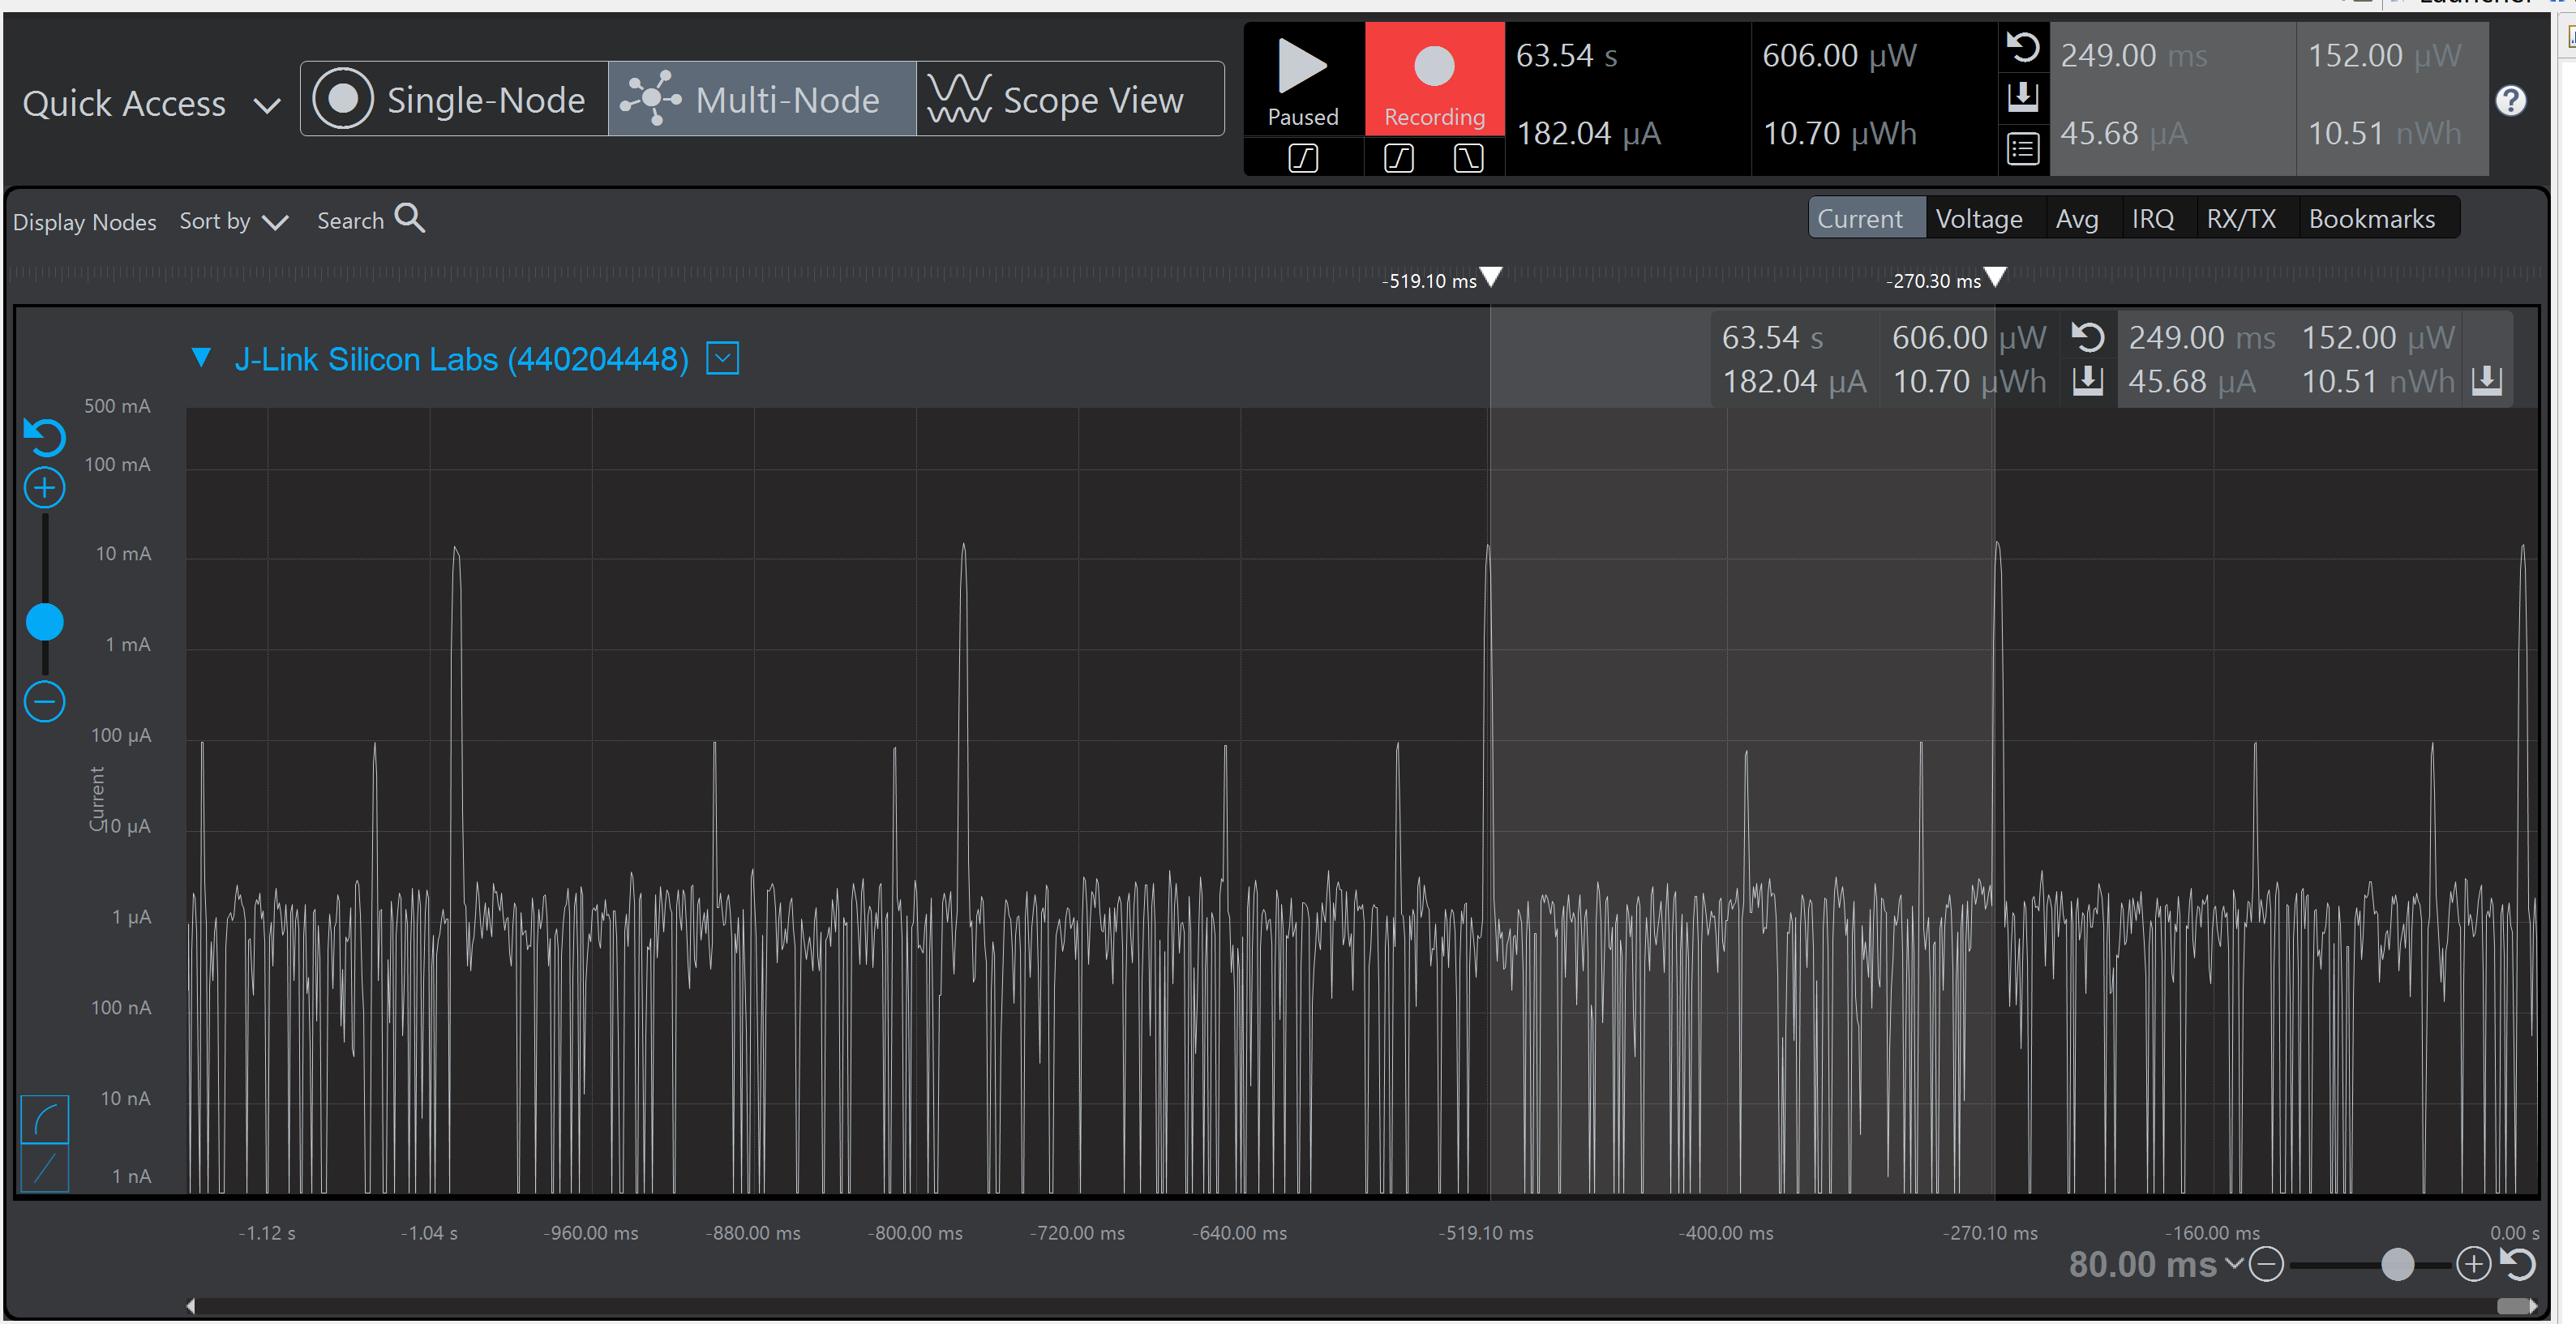 Quick Access
Single-Node
Multi-Node
Scope View
Paused
Recording
63.54 s
606.00 µW
182.04 µA
10.70 µWh
249.00 ms
152.00 µW
45.68 µA
10.51 nWh
?
Display Nodes
Sort by
Search
Current
Voltage
Avg
IRQ
RX/TX
Bookmarks
-519.10 ms
-270.30 ms
J-Link Silicon Labs (440204448)
63.54 s
606.00 µW
249.00 ms
152.00 µW
182.04 µA
10.70 µWh
45.68 µA
10.51 nWh
500 mA
100 mA
10 mA
1 mA
100 µA
Current
10 µA
1 µA
100 nA
10 nA
1 nA
-1.12 s
-1.04 s
-960.00 ms
-880.00 ms
-800.00 ms
-720.00 ms
-640.00 ms
-519.10 ms
-400.00 ms
-270.10 ms
-160.00 ms
0.00 s
80.00 ms